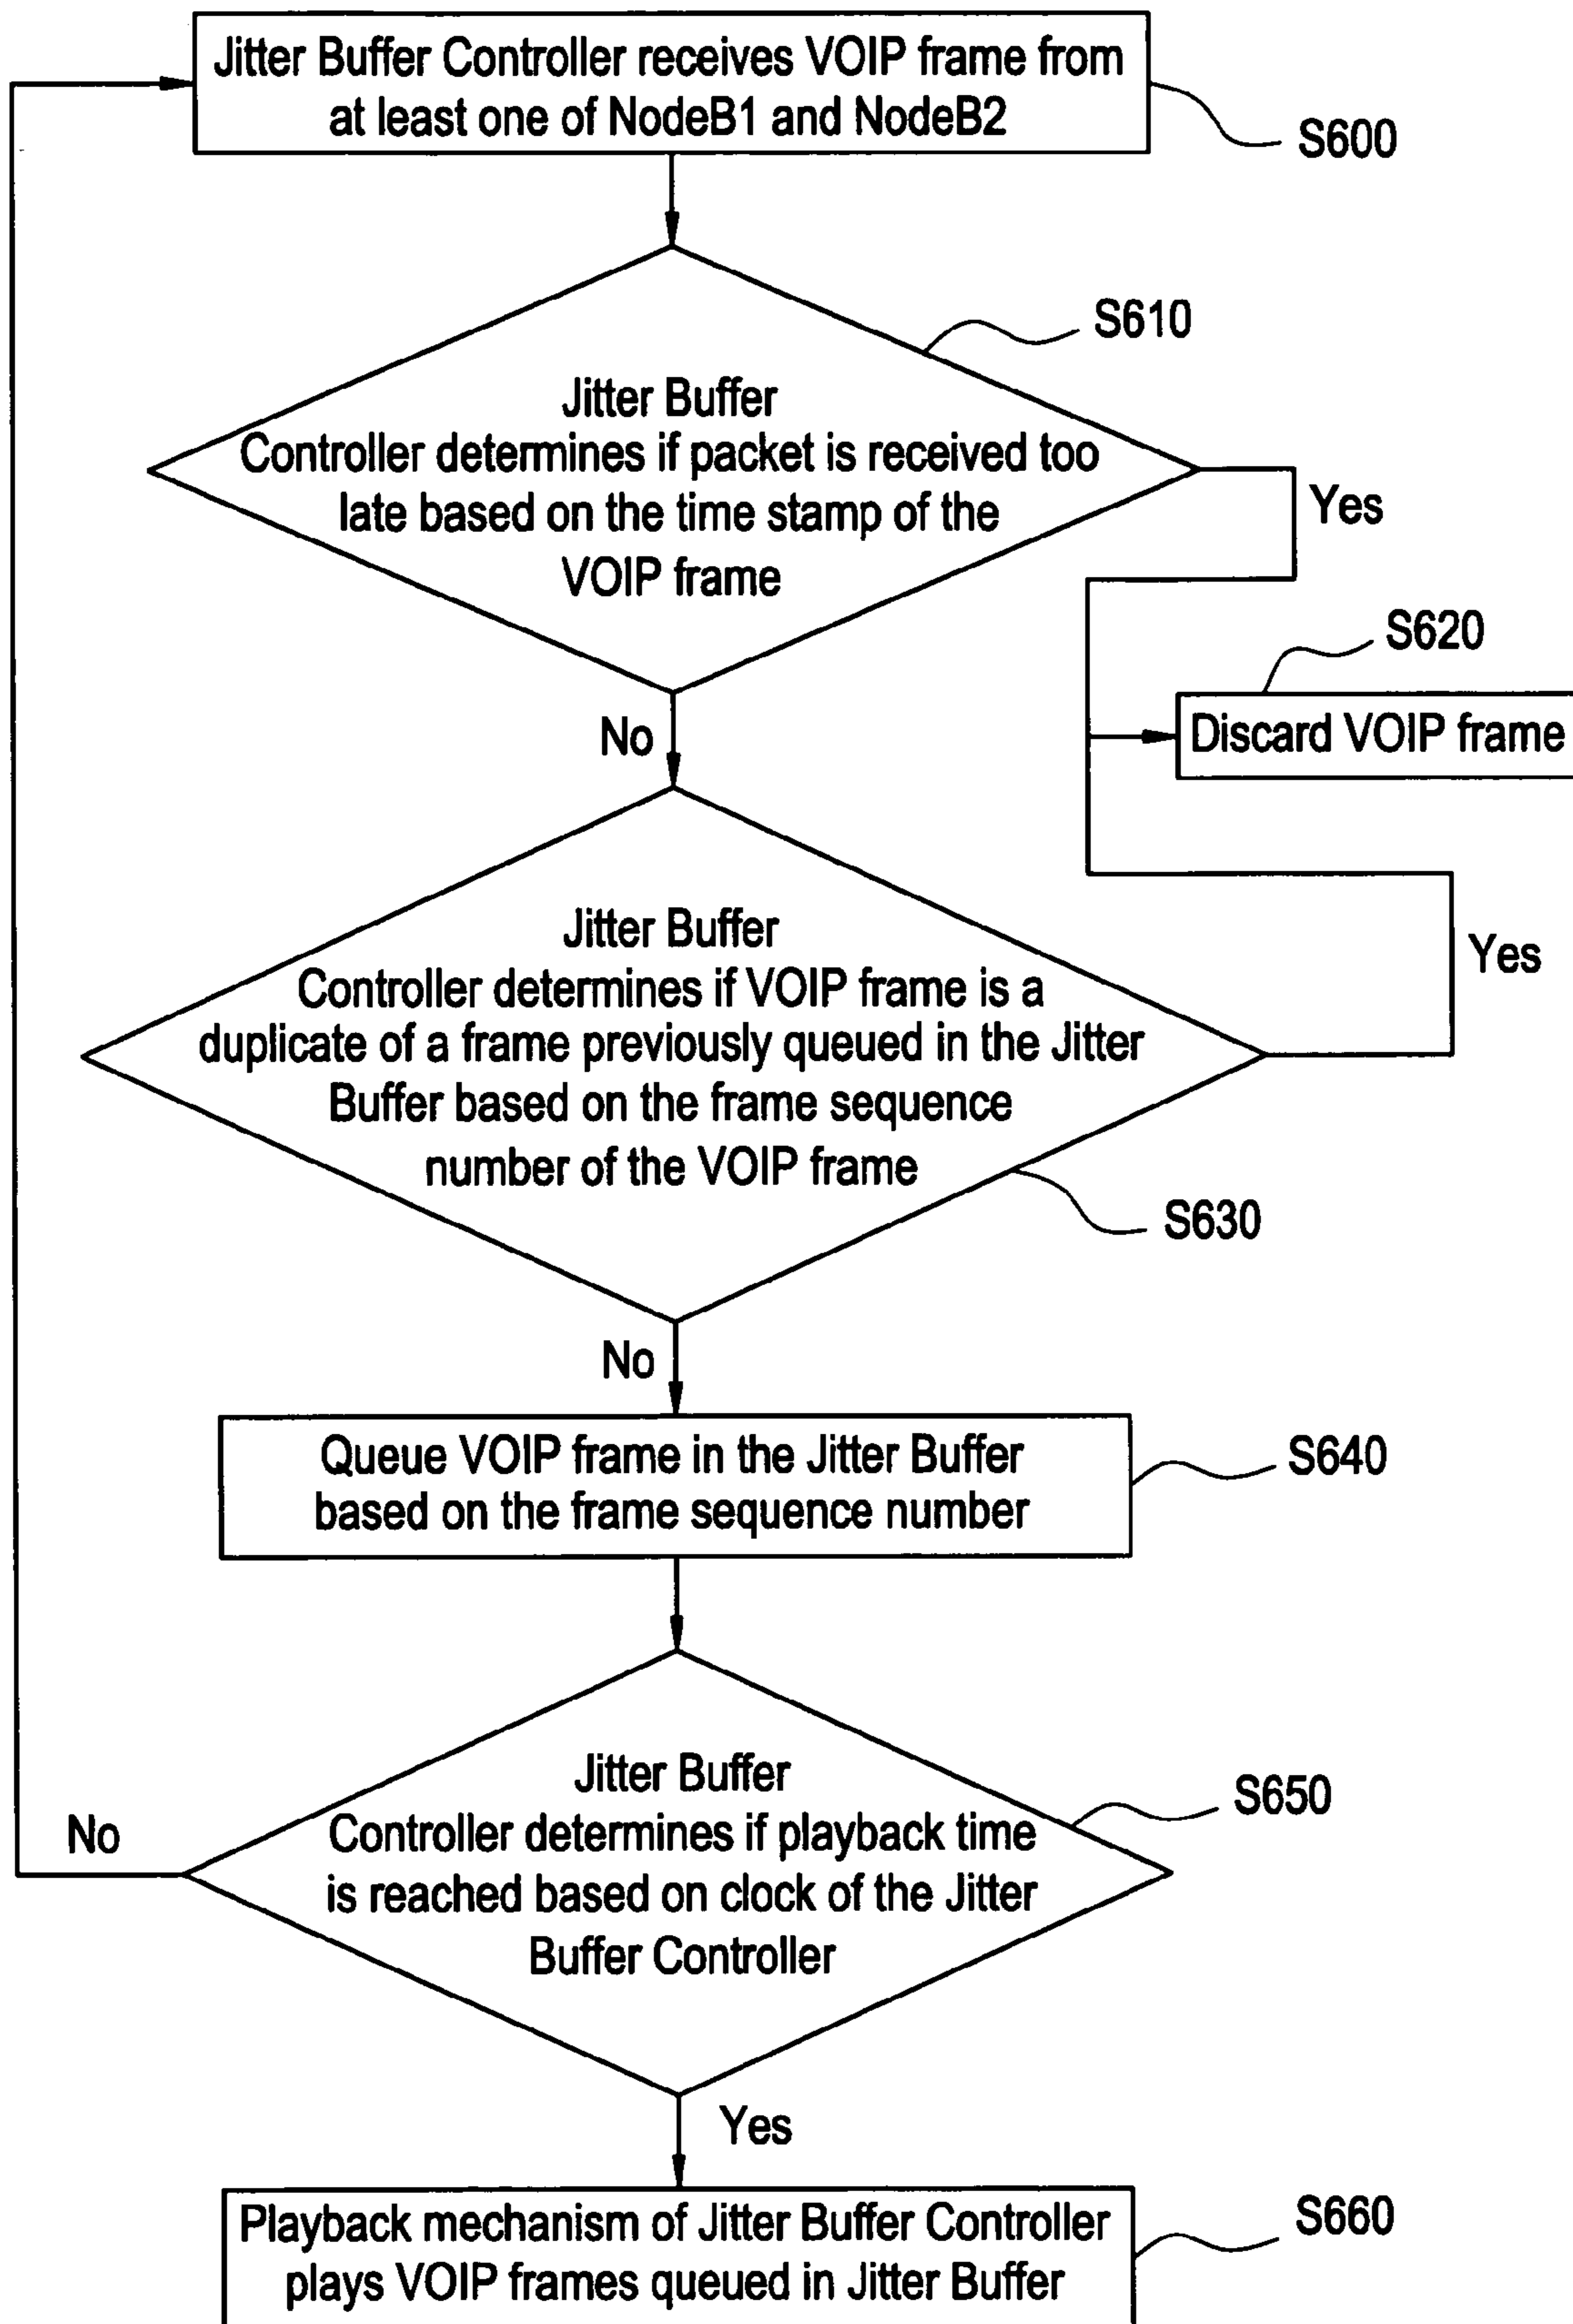 Jitter Buffer Controller receives VOIP frame from
at least one of NodeB1 and NodeB2
S600
S610
Jitter Buffer
Controller determines if packet is received too
late based on the time stamp of the
VOIP frame
Yes
S620
Discard VOIP frame
No
Jitter Buffer
Controller determines if VOIP frame is a
duplicate of a frame previously queued in the Jitter
Buffer based on the frame sequence
number of the VOIP frame
Yes
S630
No
Queue VOIP frame in the Jitter Buffer
based on the frame sequence number
S640
Jitter Buffer
Controller determines if playback time
is reached based on clock of the Jitter
Buffer Controller
S650
No
Yes
Playback mechanism of Jitter Buffer Controller
plays VOIP frames queued in Jitter Buffer
S660